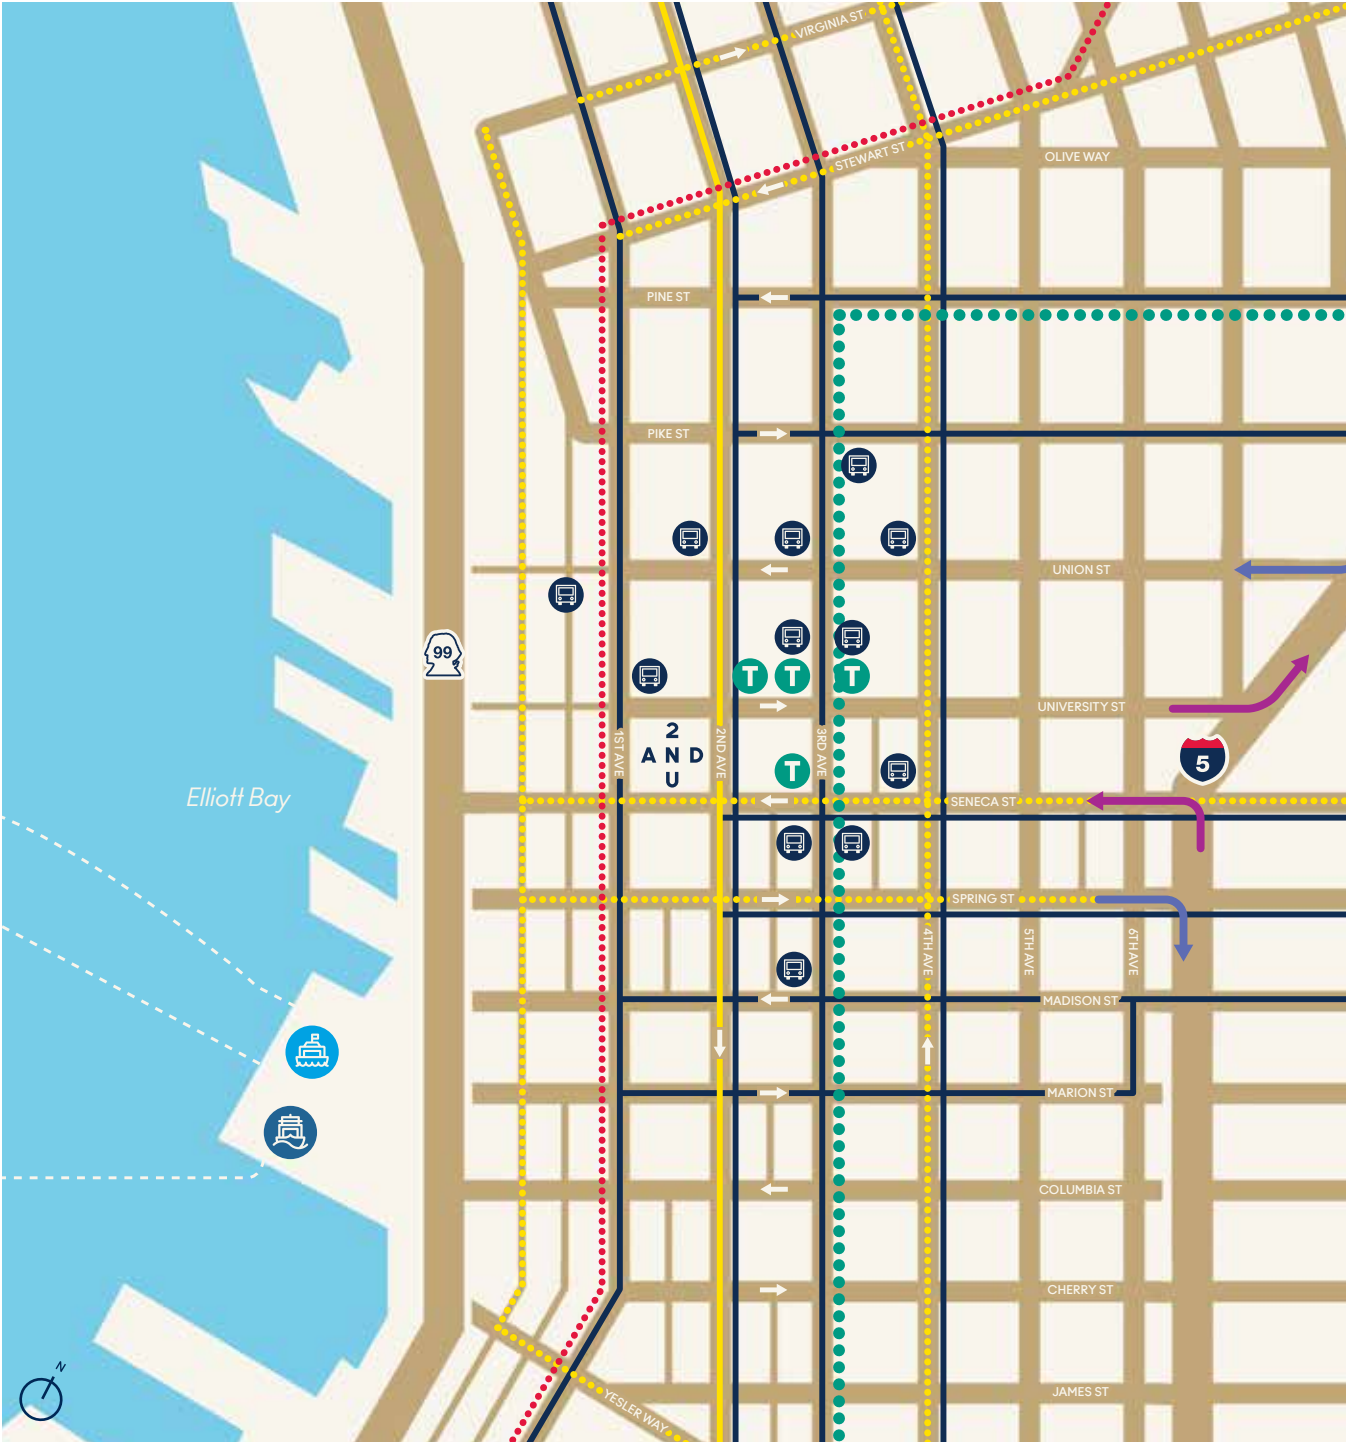 VIRGINIA ST
STEWART ST
OLIVE WAY
PINE ST
PIKE ST
UNION ST
99
T
T
T
UNIVERSITY ST
1ST AVE
2
AND
U
2ND AVE
3RD AVE
T
5
Elliott Bay
SENECA ST
SPRING ST
4TH AVE
5TH AVE
6TH AVE
MADISON ST
MARION ST
COLUMBIA ST
CHERRY ST
N
YESLER WAY
JAMES ST